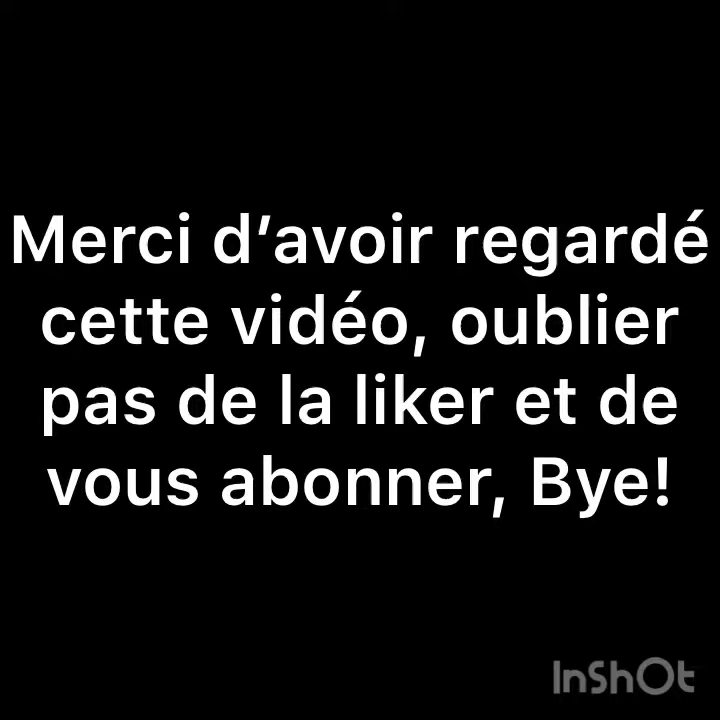 Merci d’avoir regardé
cette vidéo, oublier
pas de la liker et de
vous abonner, Bye!
InShOt